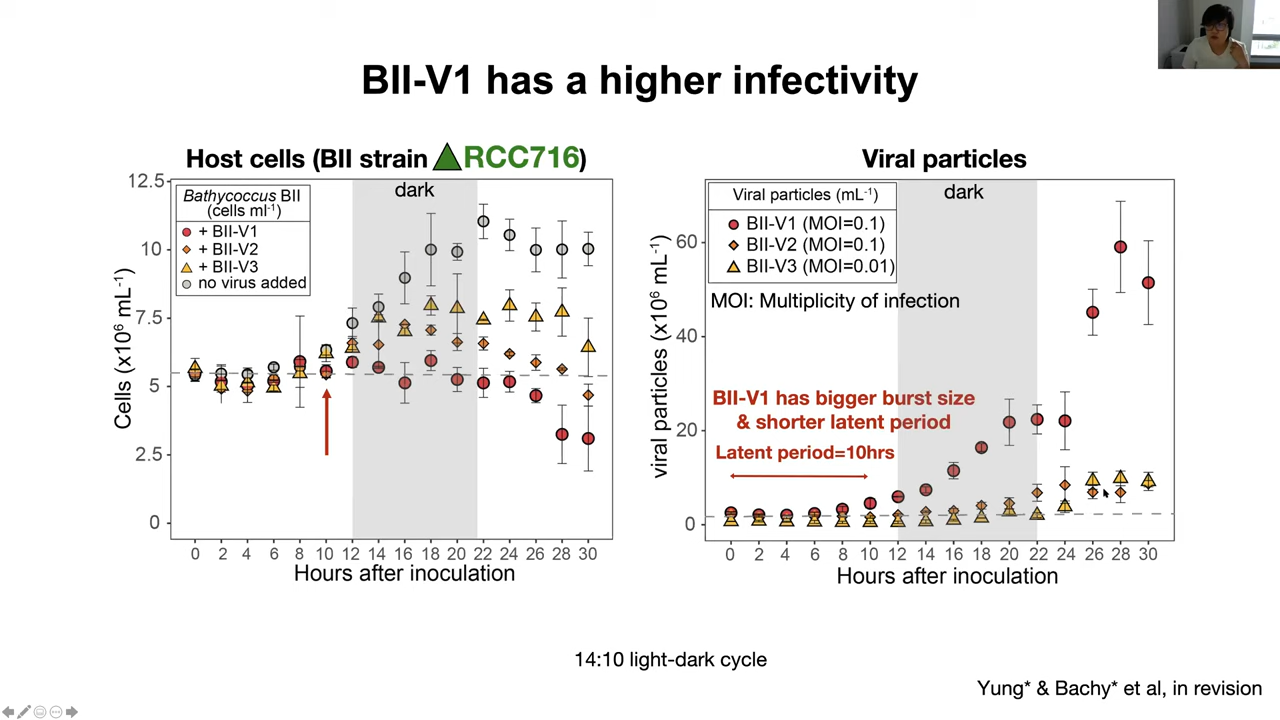 BII-V1 has a higher infectivity
Host cells (BII strain ▲RCC716)
Cells (x10⁶ mL⁻¹)
12.5
10
7.5
5
2.5
0
dark
Bathycoccus BII
(cells ml⁻¹)
+ BII-V1
+ BII-V2
+ BII-V3
no virus added
0 2 4 6 8 10 12 14 16 18 20 22 24 26 28 30
Hours after inoculation
Viral particles
viral particles (x10⁶ mL⁻¹)
60
40
20
0
dark
Viral particles (mL⁻¹)
BII-V1 (MOI=0.1)
BII-V2 (MOI=0.1)
BII-V3 (MOI=0.01)
MOI: Multiplicity of infection
BII-V1 has bigger burst size
& shorter latent period
Latent period=10hrs
0 2 4 6 8 10 12 14 16 18 20 22 24 26 28 30
Hours after inoculation
14:10 light-dark cycle
Yung* & Bachy* et al, in revision